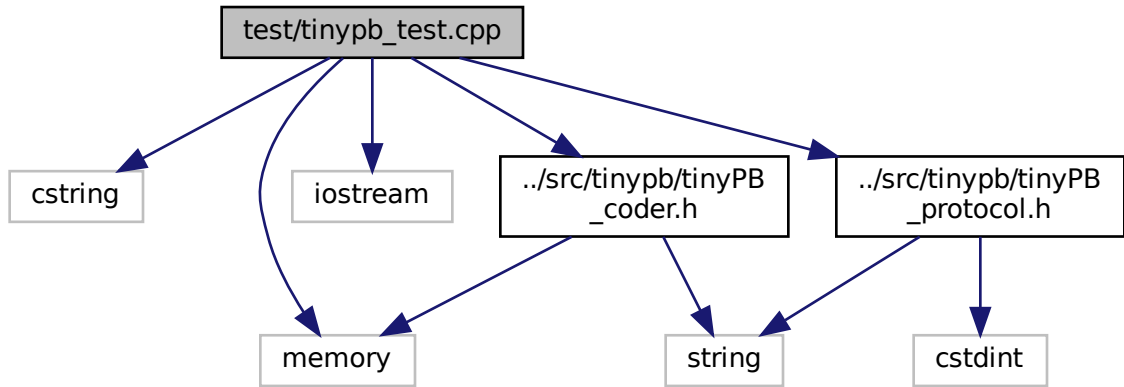 test/tinypb_test.cpp
cstring
iostream
../src/tinypb/tinyPB
_coder.h
../src/tinypb/tinyPB
_protocol.h
memory
string
cstdint